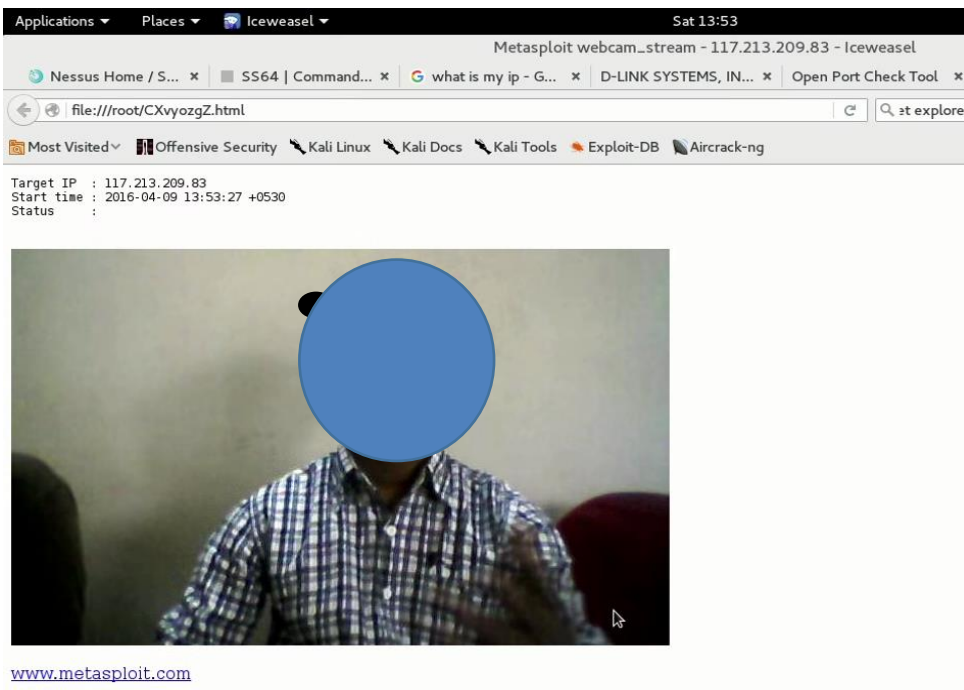 Applications Places Iceweasel Sat 13:53
Metasploit webcam_stream - 117.213.209.83 - Iceweasel
Nessus Home / S... × SS64 | Command... × G what is my ip - G... × D-LINK SYSTEMS, IN... × Open Port Check Tool ×
file:///root/CXvyozgZ.html et explore
Most Visited Offensive Security Kali Linux Kali Docs Kali Tools Exploit-DB Aircrack-ng
Target IP : 117.213.209.83
Start time : 2016-04-09 13:53:27 +0530
Status :
www.metasploit.com